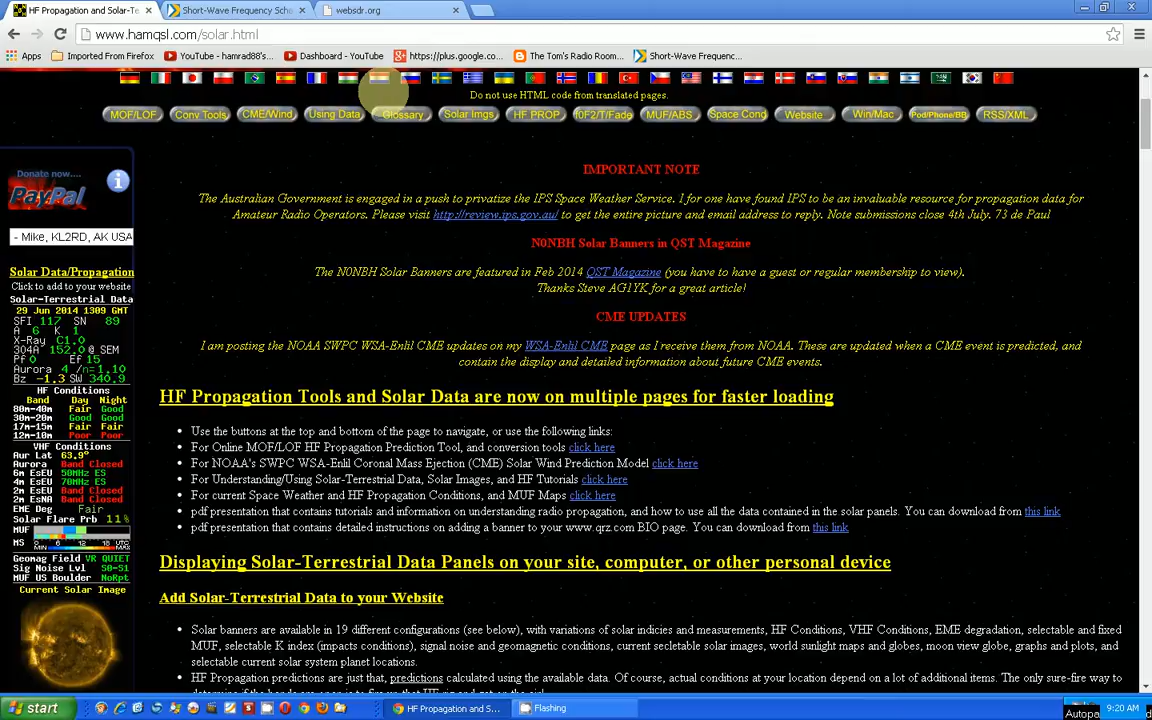 HF Propagation and Solar-Te
Short-Wave Frequency Sche
websdr.org
www.hamqsl.com/solar.html
Apps
Imported From Firefox
YouTube - hamrad88's...
Dashboard - YouTube
https://plus.google.co...
The Tom's Radio Room...
Short-Wave Frequenc...
Do not use HTML code from translated pages.
MOF/LOF
Conv Tools
CME/Wind
Using Data
Glossary
Solar Imgs
HF PROP
f0F2/T/Fade
MUF/ABS
Space Cond
Website
Win/Mac
Pod/Phone/BB
RSS/XML
Donate now....
PayPal
- Mike, KL2RD, AK USA
Solar Data/Propagation
Click to add to your website
Solar-Terrestrial Data
29 Jun 2014 1309 GMT
SFI 117 SN 89
A 6 K 1
X-Ray C1.0
304A 152.0 @ SEM
Pf 0 Ef 15
Aurora 4 /n=1.10
Bz -1.3 SW 340.9
HF Conditions
Band Day Night
80m-40m Fair Good
30m-20m Good Good
17m-15m Fair Fair
12m-10m Poor Poor
VHF Conditions
Aur Lat 63.9°
Aurora Band Closed
6m EsEU 50MHz ES
4m EsEU 70MHz ES
2m EsEU Band Closed
2m EsNA Band Closed
EME Deg Fair
Solar Flare Prb 11%
MUF
MS 0 6 12 18 UTC
MIN MAX
Geomag Field VR QUIET
Sig Noise Lvl S0-S1
MUF US Boulder NoRpt
Current Solar Image
IMPORTANT NOTE
The Australian Government is engaged in a push to privatize the IPS Space Weather Service. I for one have found IPS to be an invaluable resource for propagation data for
Amateur Radio Operators. Please visit http://review.ips.gov.au/ to get the entire picture and email address to reply. Note submissions close 4th July. 73 de Paul
N0NBH Solar Banners in QST Magazine
The N0NBH Solar Banners are featured in Feb 2014 QST Magazine (you have to have a guest or regular membership to view).
Thanks Steve AG1YK for a great article!
CME UPDATES
I am posting the NOAA SWPC WSA-Enlil CME updates on my WSA-Enlil CME page as I receive them from NOAA. These are updated when a CME event is predicted, and
contain the display and detailed information about future CME events.
HF Propagation Tools and Solar Data are now on multiple pages for faster loading
Use the buttons at the top and bottom of the page to navigate, or use the following links:
For Online MOF/LOF HF Propagation Prediction Tool, and conversion tools click here
For NOAA's SWPC WSA-Enlil Coronal Mass Ejection (CME) Solar Wind Prediction Model click here
For Understanding/Using Solar-Terrestrial Data, Solar Images, and HF Tutorials click here
For current Space Weather and HF Propagation Conditions, and MUF Maps click here
pdf presentation that contains tutorials and information on understanding radio propagation, and how to use all the data contained in the solar panels. You can download from this link
pdf presentation that contains detailed instructions on adding a banner to your www.qrz.com BIO page. You can download from this link
Displaying Solar-Terrestrial Data Panels on your site, computer, or other personal device
Add Solar-Terrestrial Data to your Website
Solar banners are available in 19 different configurations (see below), with variations of solar indicies and measurements, HF Conditions, VHF Conditions, EME degradation, selectable and fixed
MUF, selectable K index (impacts conditions), signal noise and geomagnetic conditions, current seclectable solar images, world sunlight maps and globes, moon view globe, graphs and plots, and
selectable current solar system planet locations.
HF Propagation predictions are just that, predictions calculated using the available data. Of course, actual conditions at your location depend on a lot of additional items. The only sure-fire way to
start
HF Propagation and S...
Flashing
9:20 AM
Autopa